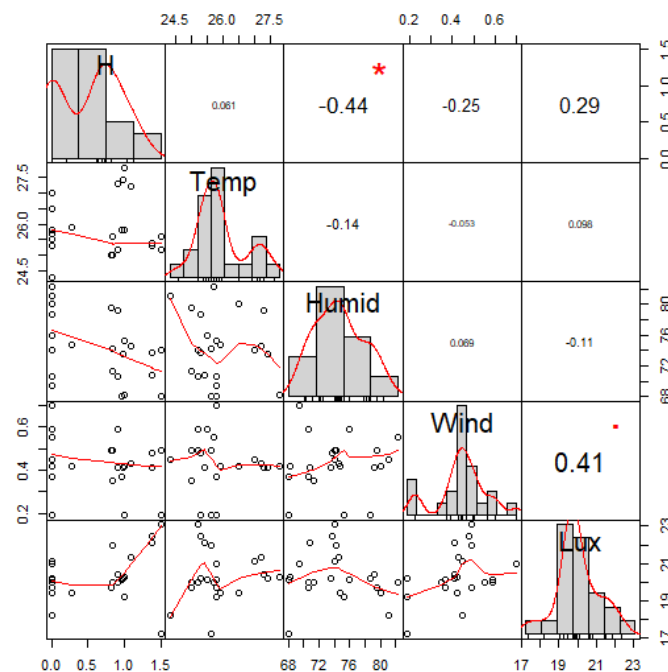 24.5 26.0 27.5 0.2 0.4 0.6
H 0.061 -0.44 * -0.25 0.29 0.0 0.5 1.0 1.5
24.5 26.0 27.5 Temp -0.14 -0.053 0.098
Humid 0.069 -0.11 68 72 76 80
0.2 0.4 0.6 Wind 0.41
Lux 17 19 21 23
0.0 0.5 1.0 1.5 68 72 76 80 17 19 21 23